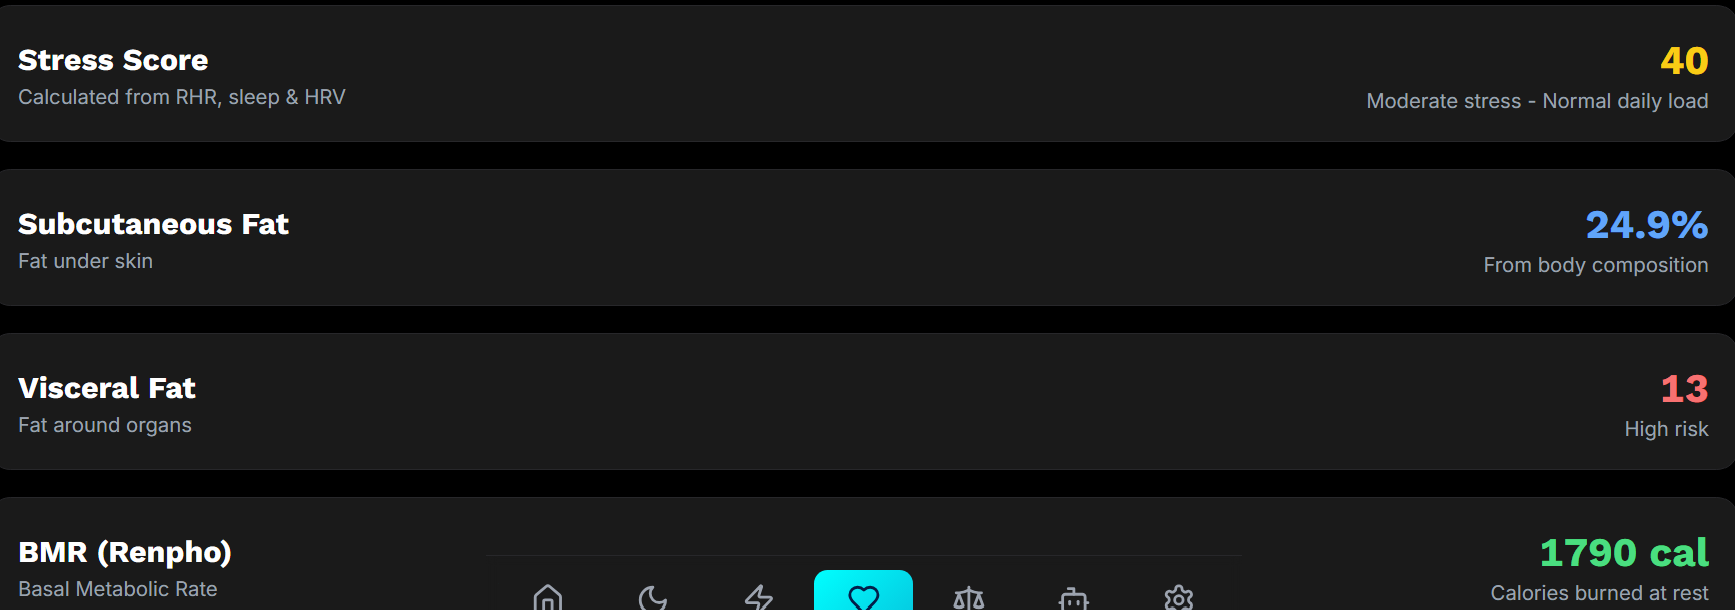 Stress Score
40
Calculated from RHR, sleep & HRV
Moderate stress - Normal daily load
Subcutaneous Fat
24.9%
Fat under skin
From body composition
Visceral Fat
13
Fat around organs
High risk
BMR (Renpho)
1790 cal
Basal Metabolic Rate
Calories burned at rest